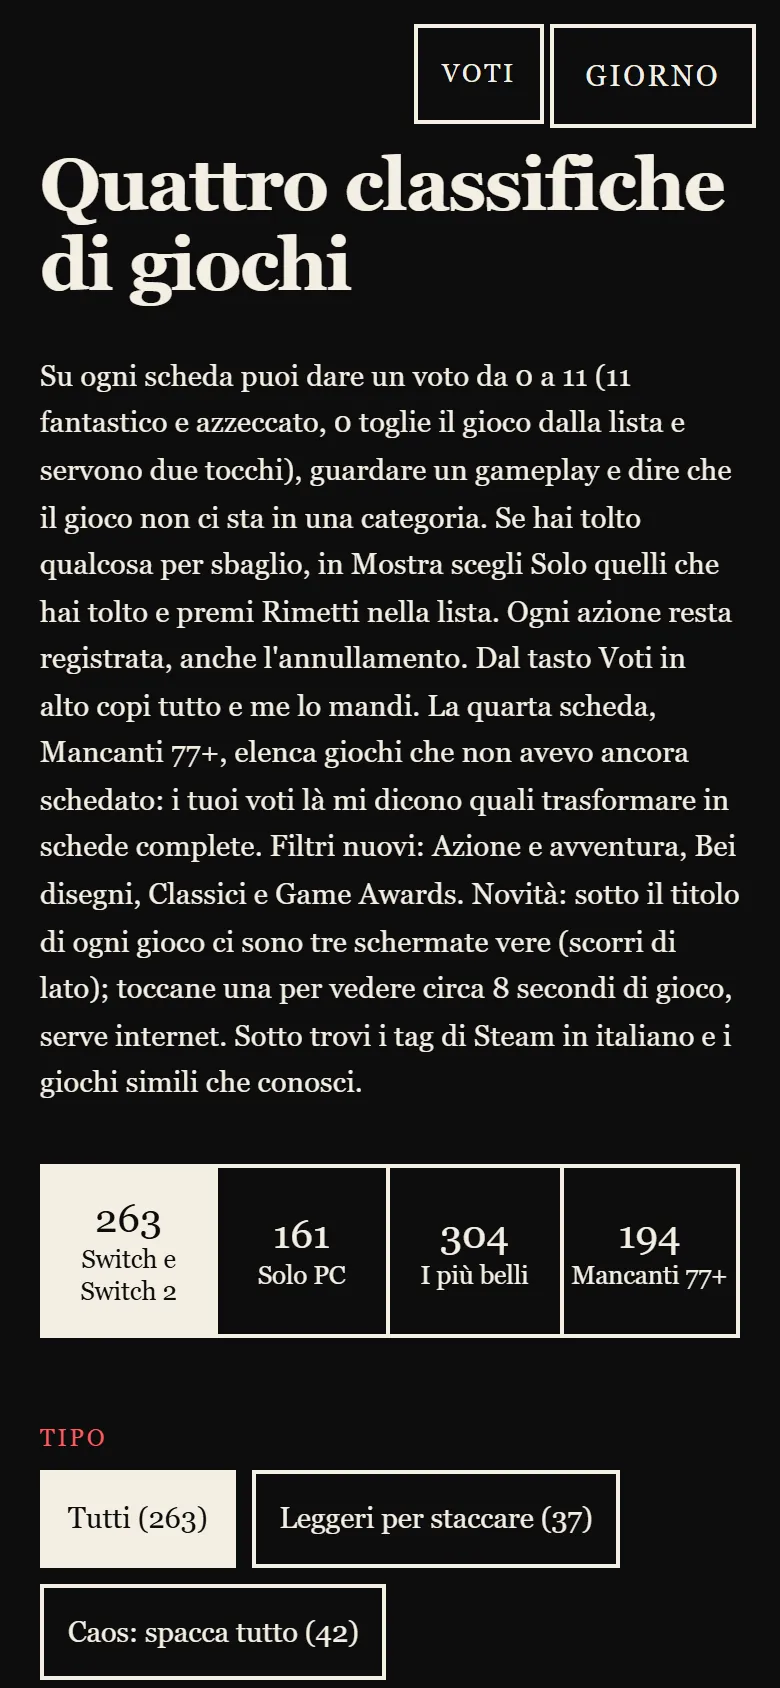 VOTI
GIORNO
Quattro classifiche
di giochi
Su ogni scheda puoi dare un voto da 0 a 11 (11
fantastico e azzeccato, 0 toglie il gioco dalla lista e
servono due tocchi), guardare un gameplay e dire che
il gioco non ci sta in una categoria. Se hai tolto
qualcosa per sbaglio, in Mostra scegli Solo quelli che
hai tolto e premi Rimetti nella lista. Ogni azione resta
registrata, anche l'annullamento. Dal tasto Voti in
alto copi tutto e me lo mandi. La quarta scheda,
Mancanti 77+, elenca giochi che non avevo ancora
schedato: i tuoi voti là mi dicono quali trasformare in
schede complete. Filtri nuovi: Azione e avventura, Bei
disegni, Classici e Game Awards. Novità: sotto il titolo
di ogni gioco ci sono tre schermate vere (scorri di
lato); toccane una per vedere circa 8 secondi di gioco,
serve internet. Sotto trovi i tag di Steam in italiano e i
giochi simili che conosci.
263
Switch e
Switch 2
161
Solo PC
304
I più belli
194
Mancanti 77+
TIPO
Tutti (263)
Leggeri per staccare (37)
Caos: spacca tutto (42)